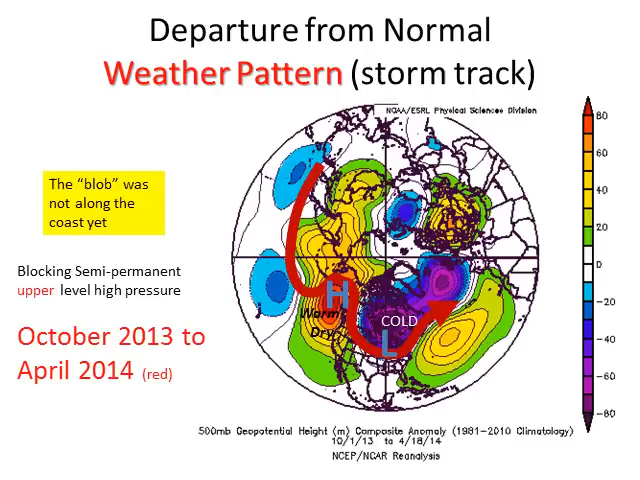 Departure from Normal
Weather Pattern (storm track)
NOAA/ESRL Physical Sciences Division
The “blob” was
not along the
coast yet
Blocking Semi-permanent
upper level high pressure
October 2013 to
April 2014 (red)
H
Warm
Dry
COLD
L
80
60
40
20
0
-20
-40
-60
-80
500mb Geopotential Height (m) Composite Anomaly (1981-2010 Climatology)
10/1/13 to 4/18/14
NCEP/NCAR Reanalysis